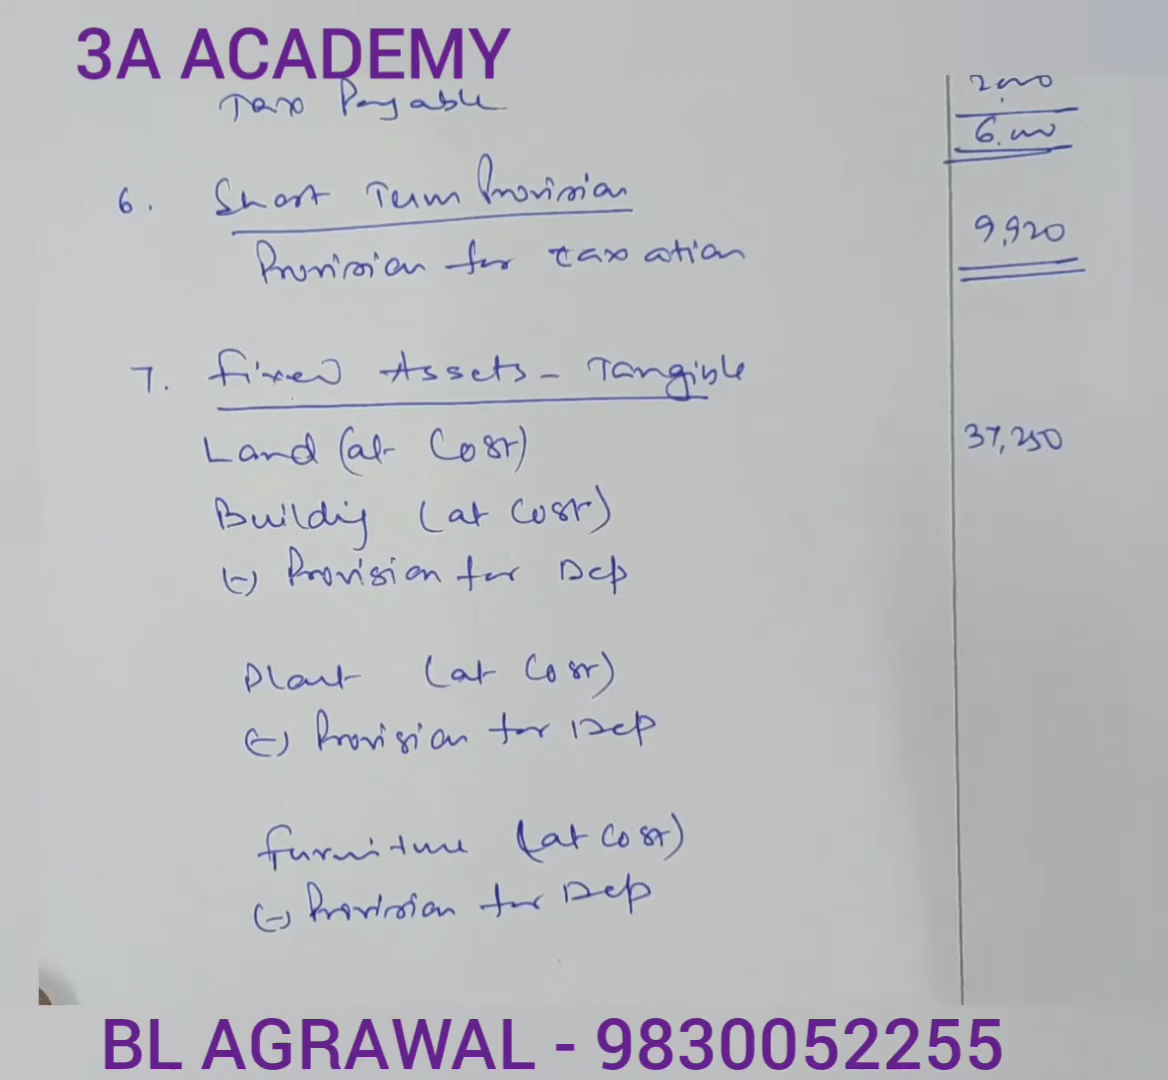 3A ACADEMY
Tax Payable 2,000
6,000
6. Short Term Provision
Provision for taxation 9,920
7. Fixed Assets - Tangible
Land (at Cost) 37,250
Building (at Cost)
(-) Provision for Dep
Plant (at Cost)
(-) Provision for Dep
Furniture (at Cost)
(-) Provision for Dep
BL AGRAWAL - 9830052255